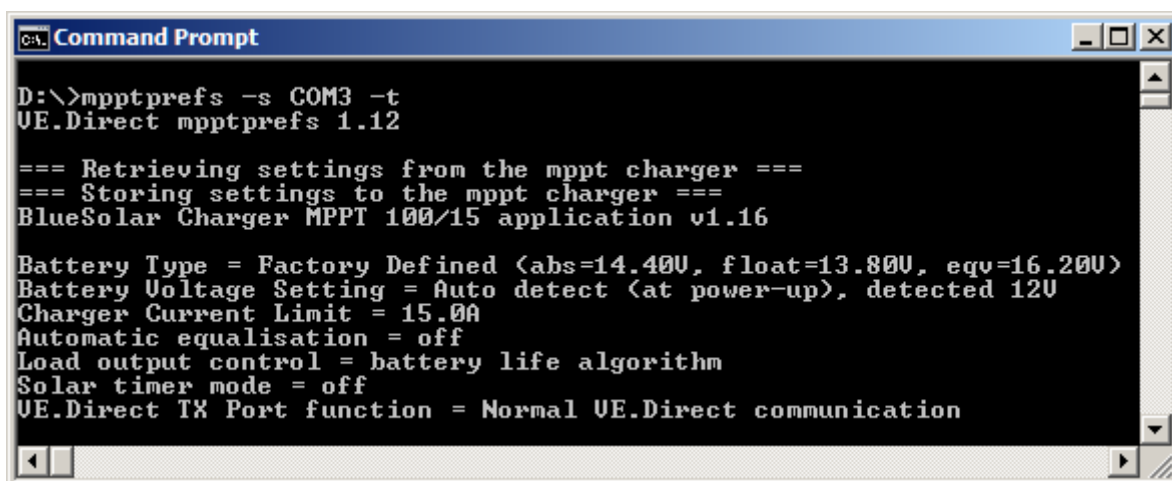 Command Prompt
D:\>mpptprefs -s COM3 -t
VE.Direct mpptprefs 1.12
=== Retrieving settings from the mppt charger ===
=== Storing settings to the mppt charger ===
BlueSolar Charger MPPT 100/15 application v1.16
Battery Type = Factory Defined (abs=14.40V, float=13.80V, eqv=16.20V)
Battery Voltage Setting = Auto detect (at power-up), detected 12V
Charger Current Limit = 15.0A
Automatic equalisation = off
Load output control = battery life algorithm
Solar timer mode = off
VE.Direct TX Port function = Normal VE.Direct communication